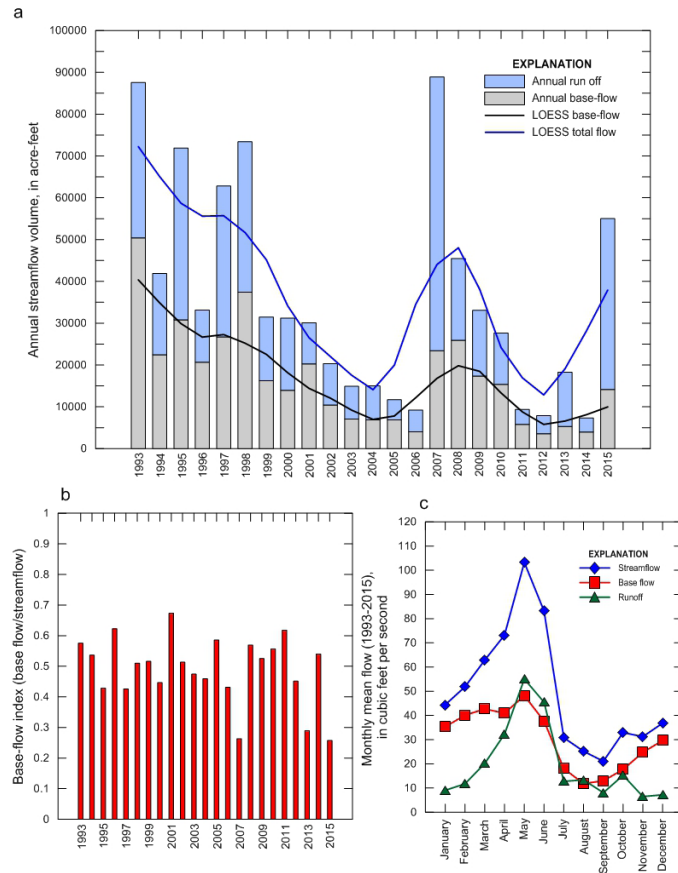 a
100000
90000
80000
70000
60000
50000
40000
30000
20000
10000
0
Annual streamflow volume, in acre-feet
EXPLANATION
Annual run off
Annual base-flow
LOESS base-flow
LOESS total flow
1993
1994
1995
1996
1997
1998
1999
2000
2001
2002
2003
2004
2005
2006
2007
2008
2009
2010
2011
2012
2013
2014
2015
b
1
0.9
0.8
0.7
0.6
0.5
0.4
0.3
0.2
0.1
0
Base-flow index (base flow/streamflow)
1993
1995
1997
1999
2001
2003
2005
2007
2009
2011
2013
2015
c
120
110
100
90
80
70
60
50
40
30
20
10
0
Monthly mean flow (1993-2015),
in cubic feet per second
EXPLANATION
Streamflow
Base flow
Runoff
January
February
March
April
May
June
July
August
September
October
November
December